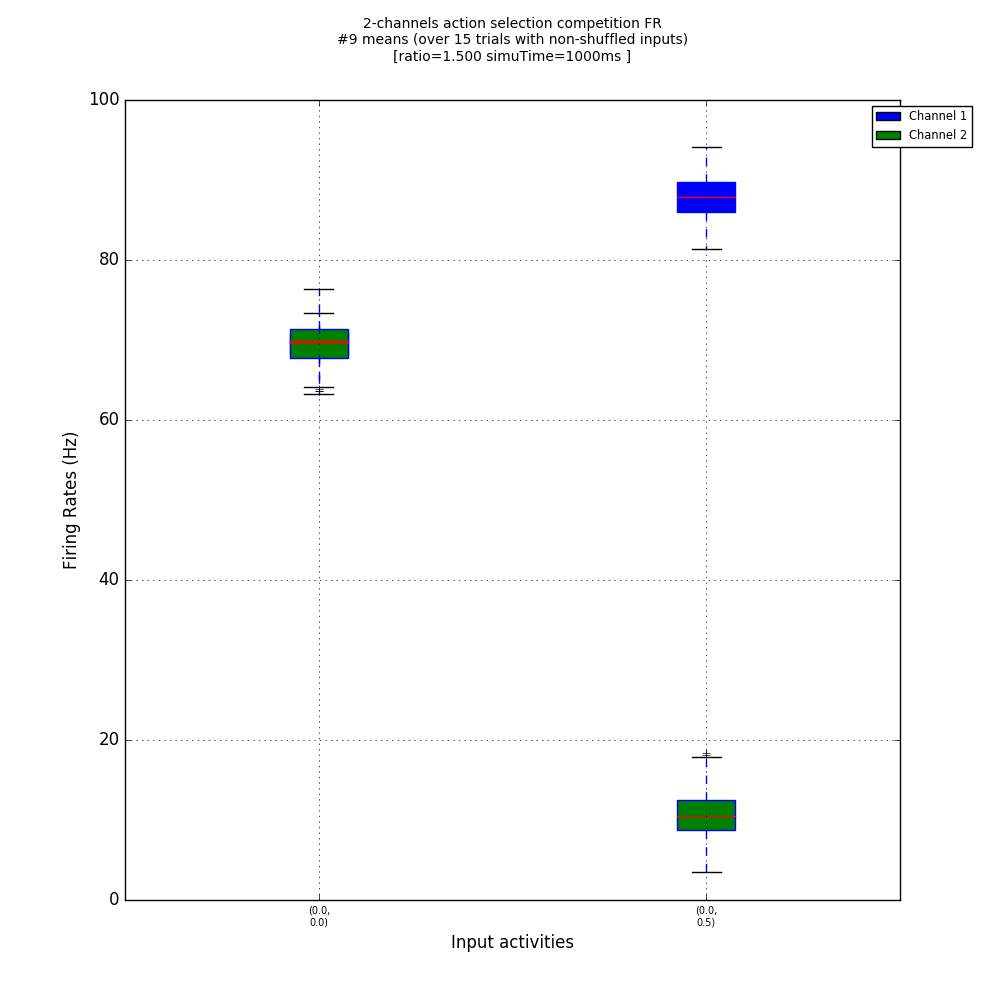 2-channels action selection competition FR
#9 means (over 15 trials with non-shuffled inputs)
[ratio=1.500 simuTime=1000ms ]
Channel 1
Channel 2
100
80
60
40
20
0
Firing Rates (Hz)
(0.0,
0.0)
(0.0,
0.5)
Input activities